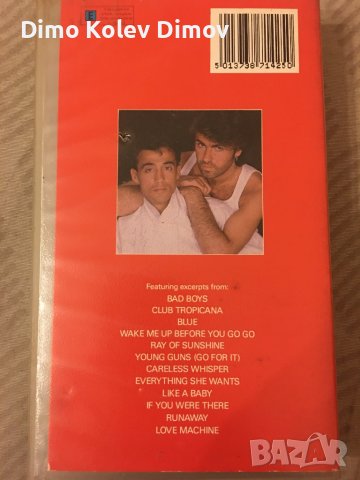 Dimo Kolev Dimov
5 013738 714250
Featuring excerpts from:
BAD BOYS
CLUB TROPICANA
BLUE
WAKE ME UP BEFORE YOU GO GO
RAY OF SUNSHINE
YOUNG GUNS (GO FOR IT)
CARELESS WHISPER
EVERYTHING SHE WANTS
LIKE A BABY
IF YOU WERE THERE
RUNAWAY
LOVE MACHINE
BAZAR